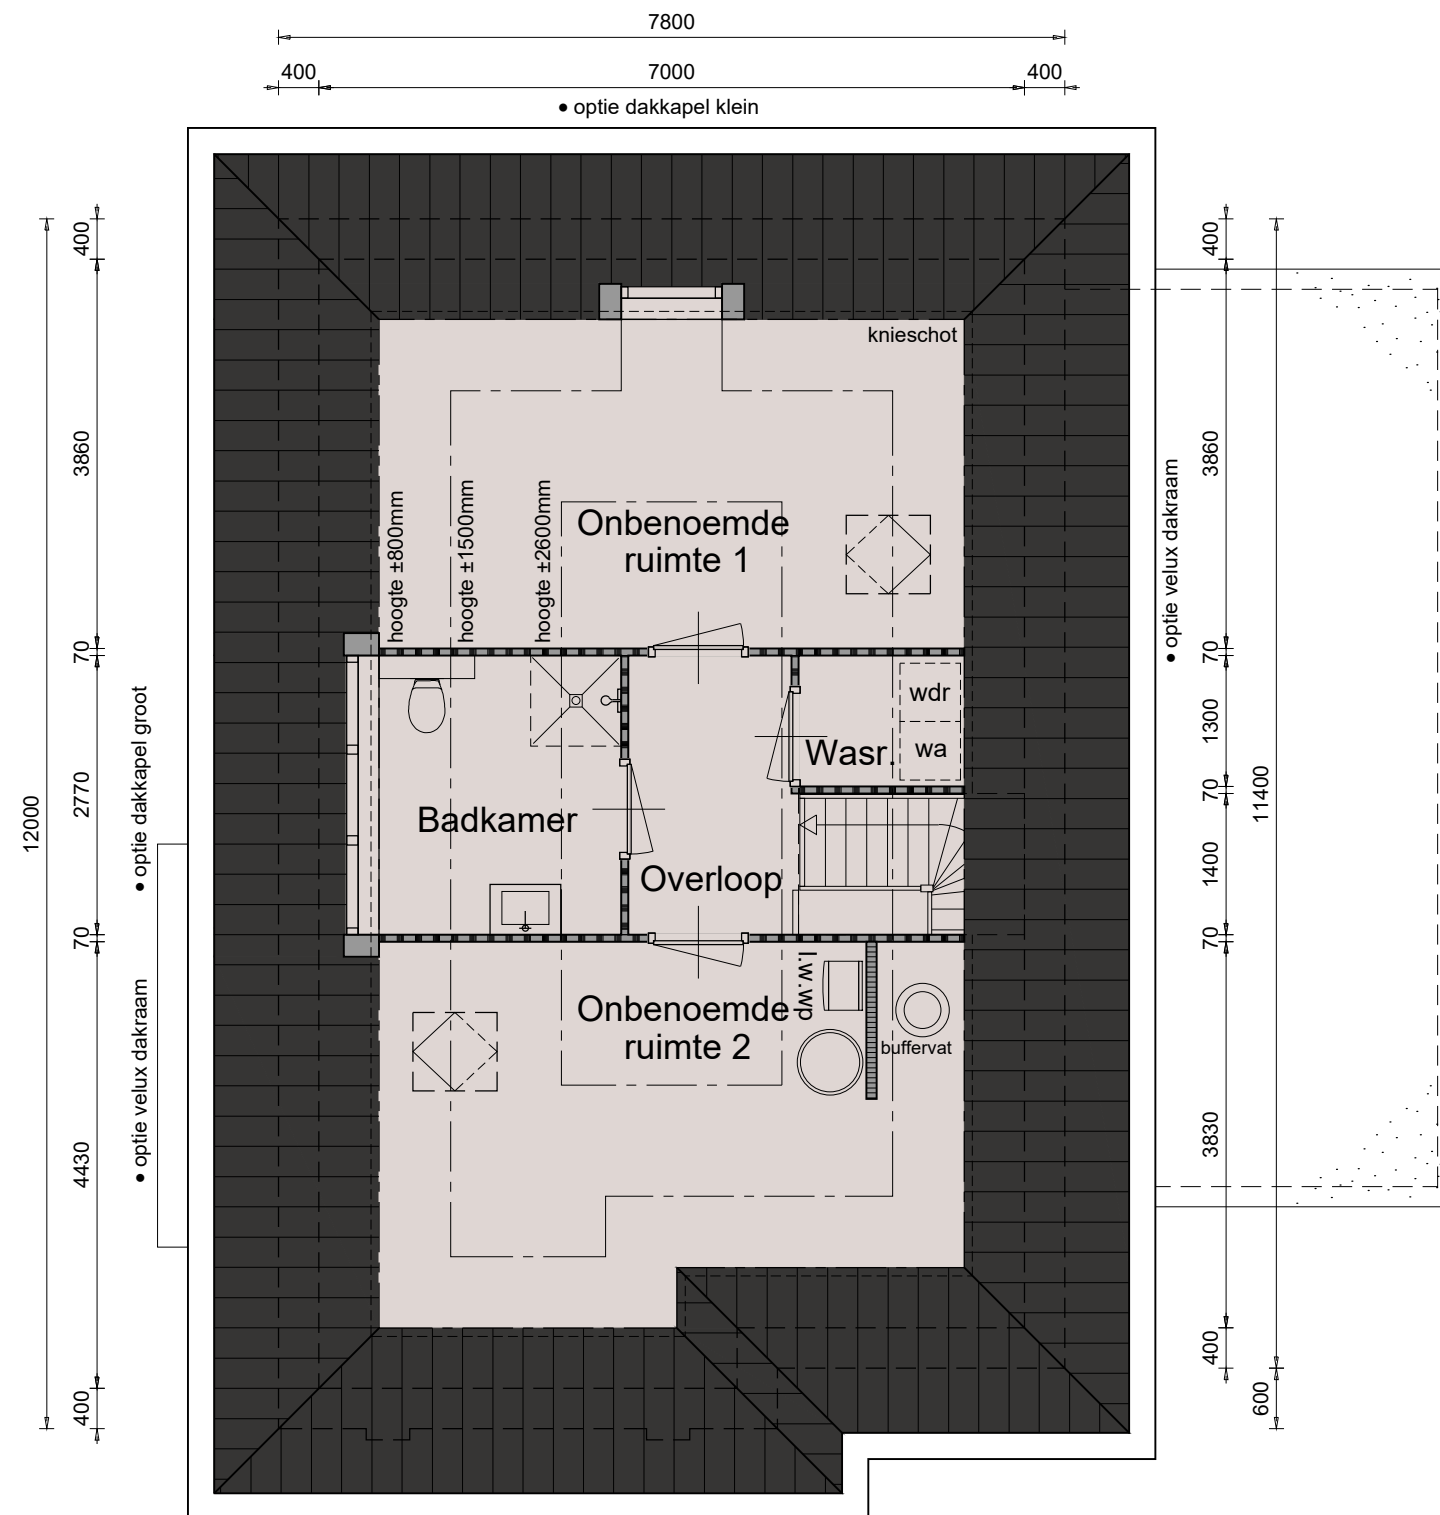 7800
400 7000 400
• optie dakkapel klein
knieschot
hoogte ±800mm
hoogte ±1500mm
hoogte ±2600mm
Onbenoemde
ruimte 1
wdr
wa
Wasr.
Badkamer
Overloop
Onbenoemde
ruimte 2
l.w.wp
buffervat
12000
400
3860
70
2770
70
4430
400
• optie dakkapel groot
• optie velux dakraam
• optie velux dakraam
400
3860
70
1300
70
1400
70
3830
400
11400
600